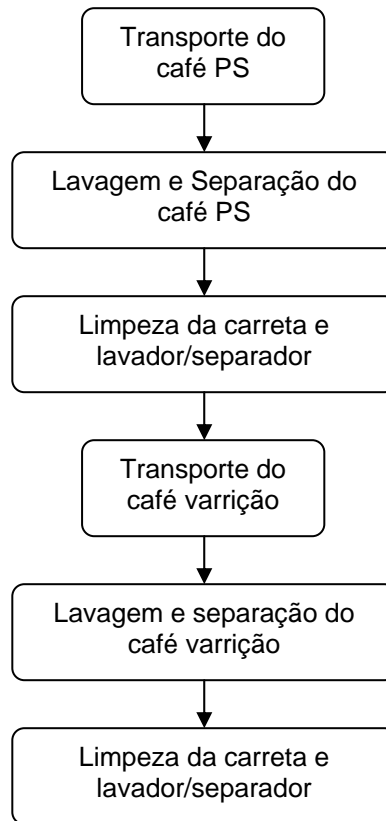 Transporte do
café PS
Lavagem e Separação do
café PS
Limpeza da carreta e
lavador/separador
Transporte do
café varrição
Lavagem e separação do
café varrição
Limpeza da carreta e
lavador/separador